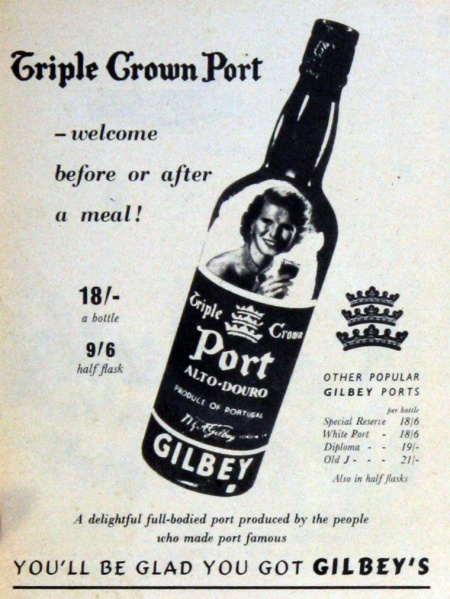 Triple Crown Port
– welcome
before or after
a meal!
18/-
a bottle
9/6
half flask
Triple Crown
Port
ALTO-DOURO
PRODUCE OF PORTUGAL
W&A Gilbey
GILBEY
OTHER POPULAR
GILBEY PORTS
per bottle
Special Reserve 18/6
White Port - 18/6
Diploma - - 19/-
Old J - - - 21/-
Also in half flasks
A delightful full-bodied port produced by the people
who made port famous
YOU'LL BE GLAD YOU GOT GILBEY'S